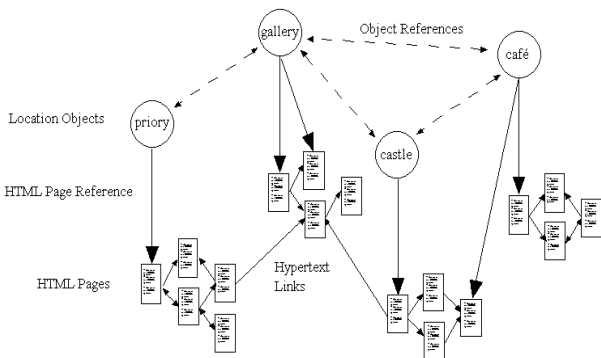 gallery
Object References
café
Location Objects
priory
castle
HTML Page Reference
HTML Pages
Hypertext
Links